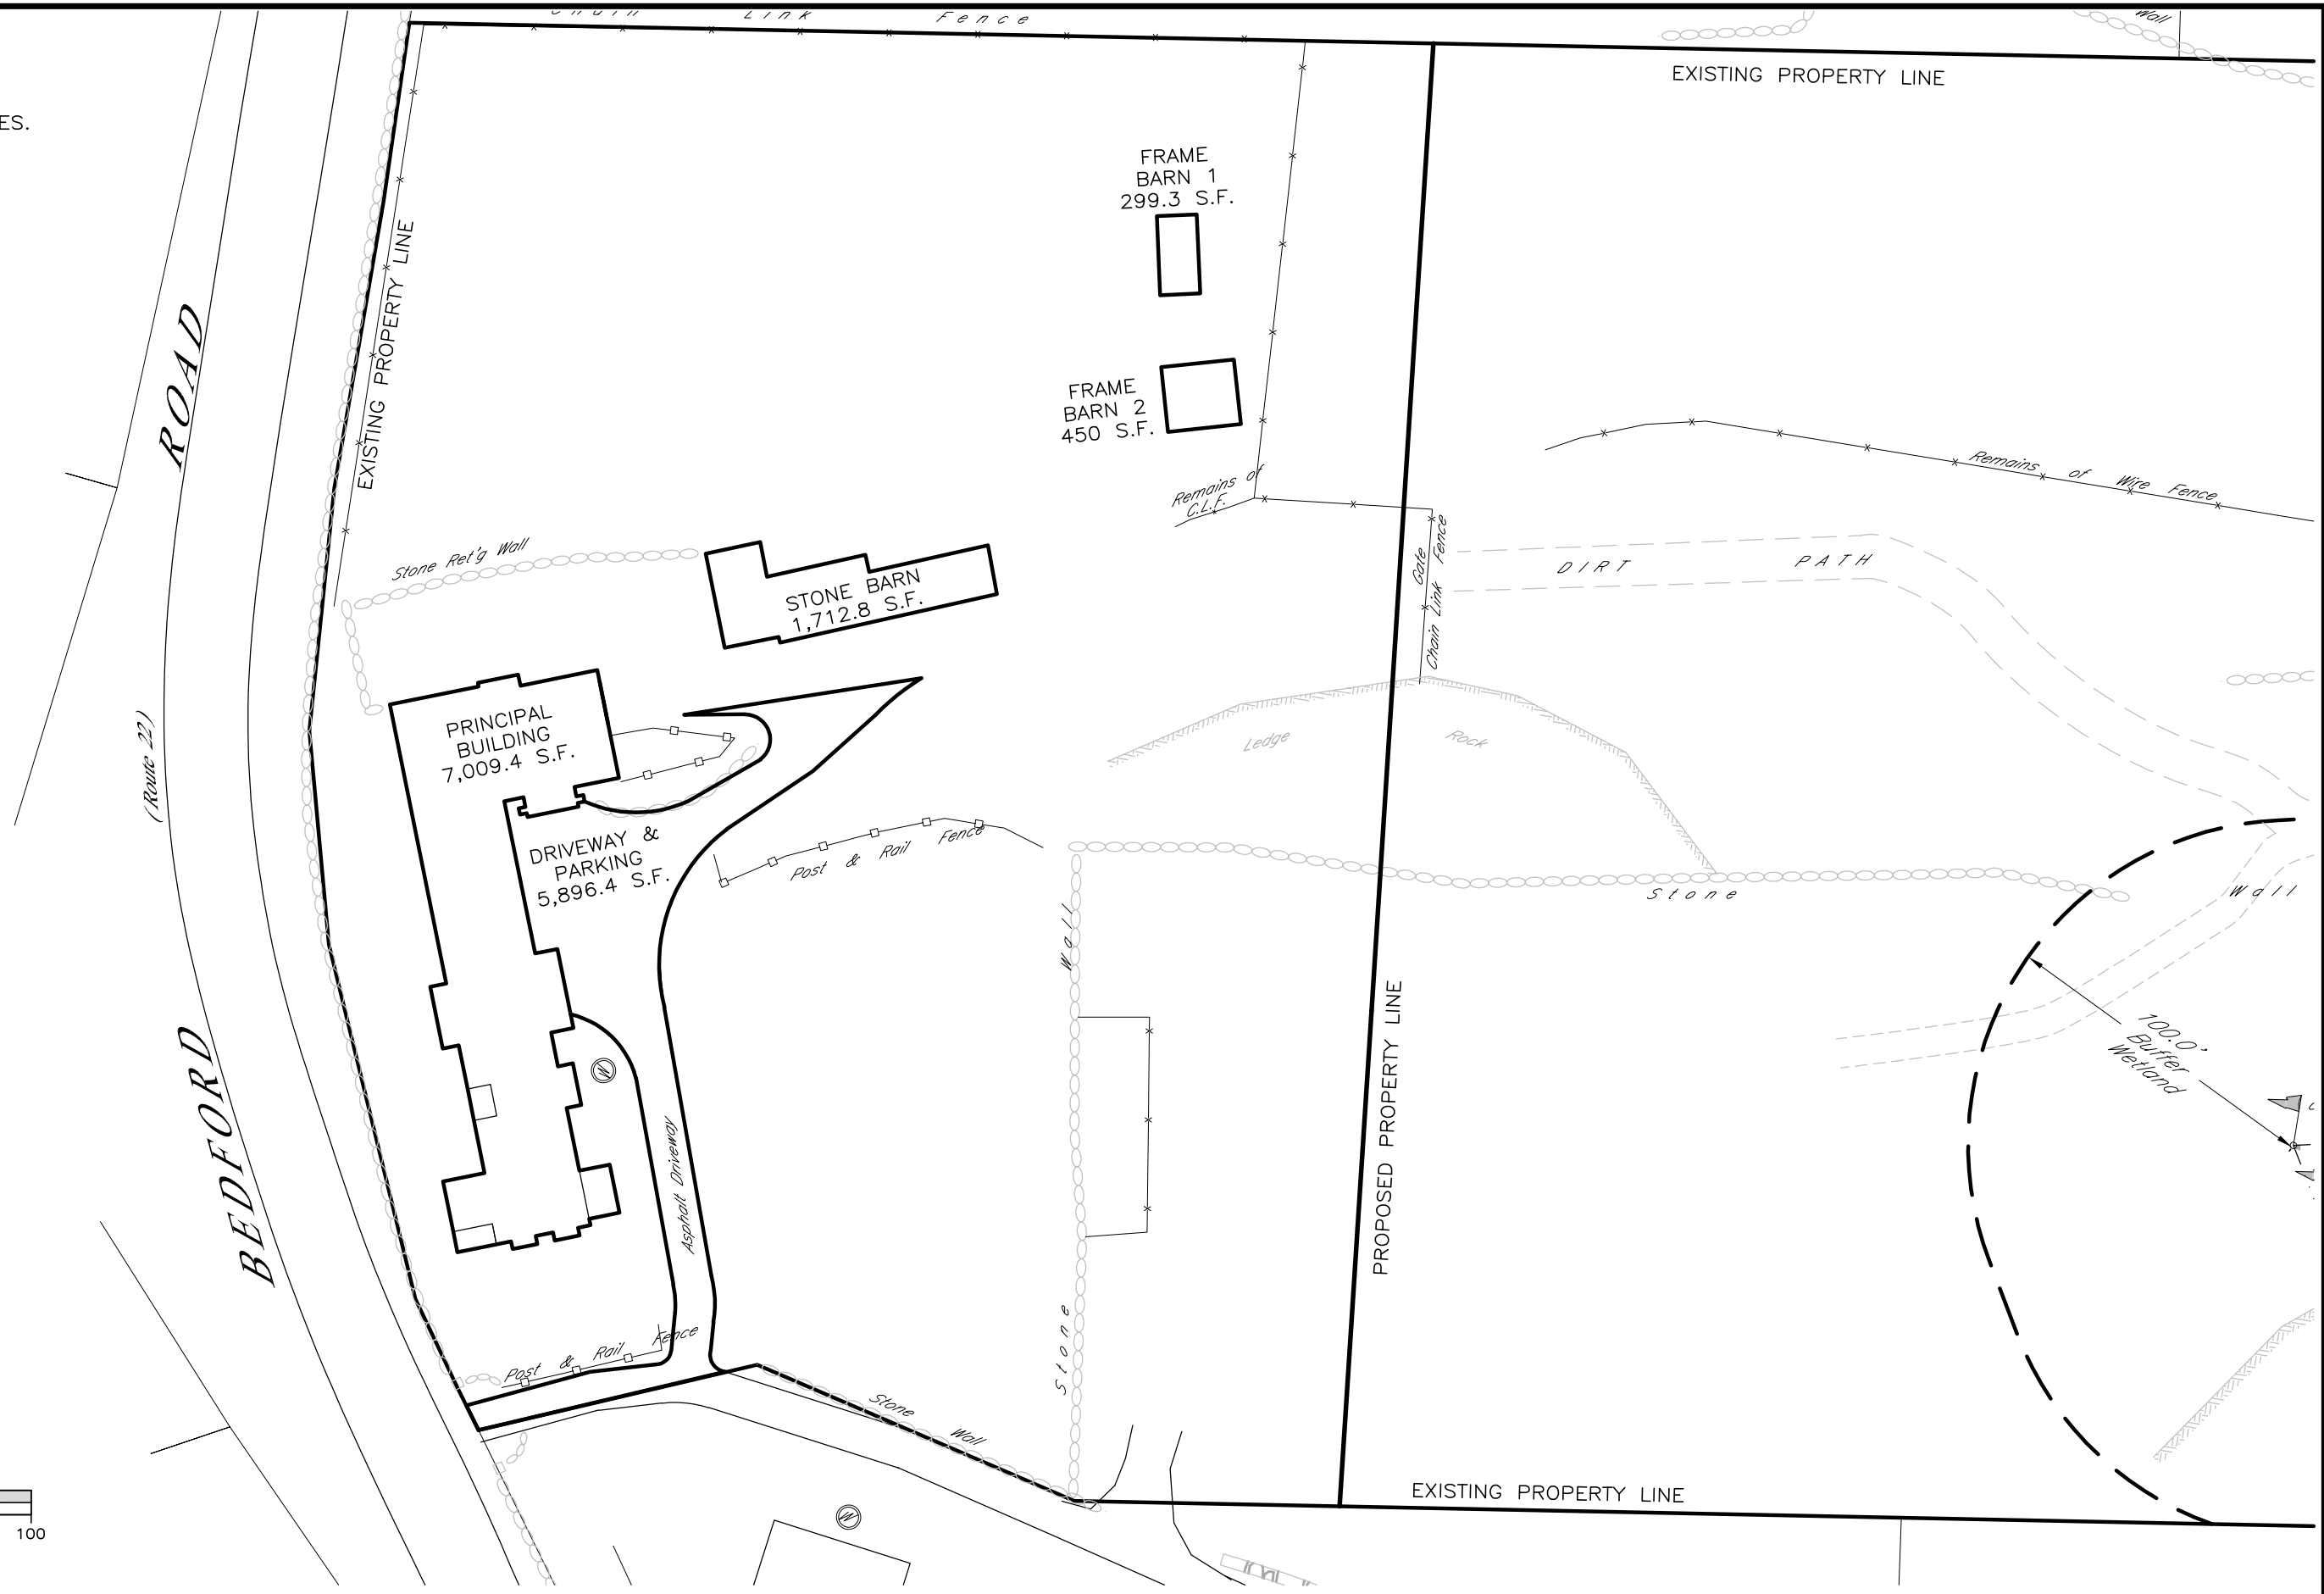 Chain Link Fence
Wall
EXISTING PROPERTY LINE
ES.
FRAME
BARN 1
299.3 S.F.
EXISTING PROPERTY LINE
ROAD
FRAME
BARN 2
450 S.F.
Remains of
C.L.F.
Remains of Wire Fence
Gate
Chain Link Fence
DIRT PATH
Stone Ret'g Wall
STONE BARN
1,712.8 S.F.
PRINCIPAL
BUILDING
7,009.4 S.F.
(Route 22)
Ledge Rock
DRIVEWAY &
PARKING
5,896.4 S.F.
Post & Rail Fence
Stone Wall
Stone Wall
PROPOSED PROPERTY LINE
100.0'
Buffer
Wetland
BEDFORD
W
Asphalt Driveway
Post & Rail Fence
Stone Wall
EXISTING PROPERTY LINE
100
W